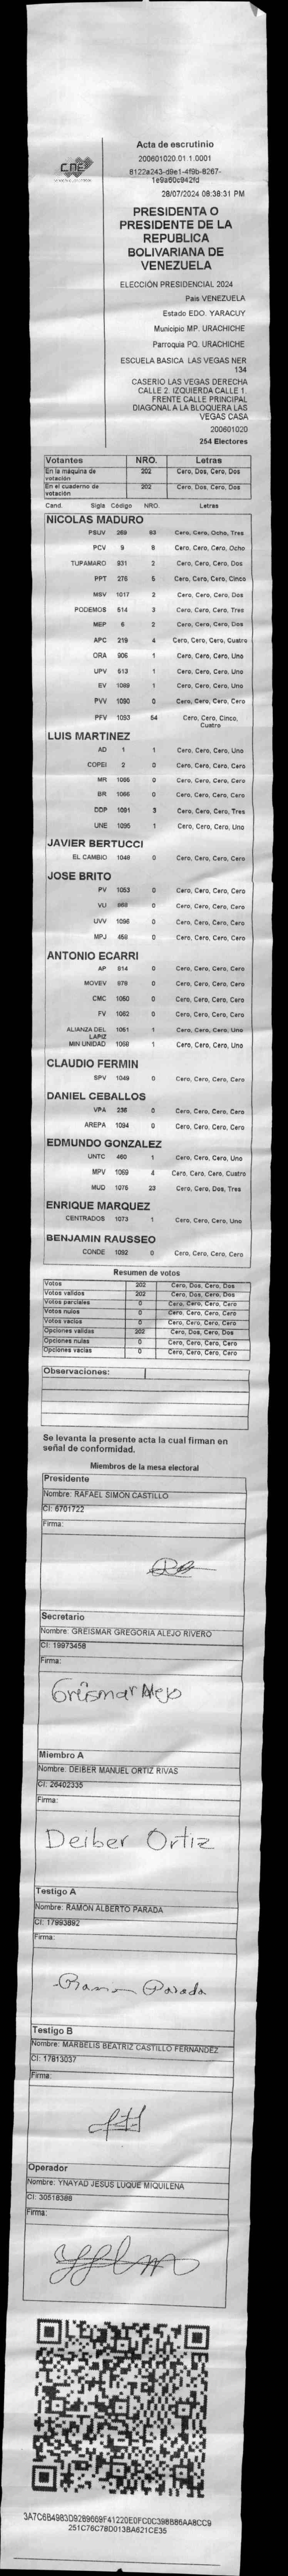 CNE
Acta de escrutinio
200601020.01.1.0001
8122a243-d9e1-4f9b-8267-
1e9a60c942fd
28/07/2024 08:38:31 PM
PRESIDENTA O
PRESIDENTE DE LA
REPUBLICA
BOLIVARIANA DE
VENEZUELA
ELECCIÓN PRESIDENCIAL 2024
Pais VENEZUELA
Estado EDO. YARACUY
Municipio MP. URACHICHE
Parroquia PQ. URACHICHE
ESCUELA BASICA LAS VEGAS NER
134
CASERIO LAS VEGAS DERECHA
CALLE 2. IZQUIERDA CALLE 1.
FRENTE CALLE PRINCIPAL
DIAGONAL A LA BLOQUERA LAS
VEGAS CASA
200601020
254 Electores
Votantes NRO. Letras
En la máquina de votación 202 Cero, Dos, Cero, Dos
En el cuaderno de votación 202 Cero, Dos, Cero, Dos
Cand. Sigla Código NRO. Letras
NICOLAS MADURO
PSUV 269 83 Cero, Cero, Ocho, Tres
PCV 9 8 Cero, Cero, Cero, Ocho
TUPAMARO 931 2 Cero, Cero, Cero, Dos
PPT 276 5 Cero, Cero, Cero, Cinco
MSV 1017 2 Cero, Cero, Cero, Dos
PODEMOS 514 3 Cero, Cero, Cero, Tres
MEP 6 2 Cero, Cero, Cero, Dos
APC 219 4 Cero, Cero, Cero, Cuatro
ORA 906 1 Cero, Cero, Cero, Uno
UPV 513 1 Cero, Cero, Cero, Uno
EV 1089 1 Cero, Cero, Cero, Uno
PVV 1090 0 Cero, Cero, Cero, Cero
PFV 1093 54 Cero, Cero, Cinco, Cuatro
LUIS MARTINEZ
AD 1 1 Cero, Cero, Cero, Uno
COPEI 2 0 Cero, Cero, Cero, Cero
MR 1005 0 Cero, Cero, Cero, Cero
BR 1066 0 Cero, Cero, Cero, Cero
DDP 1091 3 Cero, Cero, Cero, Tres
UNE 1095 1 Cero, Cero, Cero, Uno
JAVIER BERTUCCI
EL CAMBIO 1048 0 Cero, Cero, Cero, Cero
JOSE BRITO
PV 1053 0 Cero, Cero, Cero, Cero
VU 868 0 Cero, Cero, Cero, Cero
UVV 1096 0 Cero, Cero, Cero, Cero
MPJ 458 0 Cero, Cero, Cero, Cero
ANTONIO ECARRI
AP 814 0 Cero, Cero, Cero, Cero
MOVEV 979 0 Cero, Cero, Cero, Cero
CMC 1050 0 Cero, Cero, Cero, Cero
FV 1062 0 Cero, Cero, Cero, Cero
ALIANZA DEL LAPIZ 1051 1 Cero, Cero, Cero, Uno
MIN UNIDAD 1068 1 Cero, Cero, Cero, Uno
CLAUDIO FERMIN
SPV 1049 0 Cero, Cero, Cero, Cero
DANIEL CEBALLOS
VPA 236 0 Cero, Cero, Cero, Cero
AREPA 1094 0 Cero, Cero, Cero, Cero
EDMUNDO GONZALEZ
UNTC 460 1 Cero, Cero, Cero, Uno
MPV 1069 4 Cero, Cero, Cero, Cuatro
MUD 1075 23 Cero, Cero, Dos, Tres
ENRIQUE MARQUEZ
CENTRADOS 1073 1 Cero, Cero, Cero, Uno
BENJAMIN RAUSSEO
CONDE 1092 0 Cero, Cero, Cero, Cero
Resumen de votos
Votos 202 Cero, Dos, Cero, Dos
Votos validos 202 Cero, Dos, Cero, Dos
Votos parciales 0 Cero, Cero, Cero, Cero
Votos nulos 0 Cero, Cero, Cero, Cero
Votos vacios 0 Cero, Cero, Cero, Cero
Opciones validas 202 Cero, Dos, Cero, Dos
Opciones nulas 0 Cero, Cero, Cero, Cero
Opciones vacias 0 Cero, Cero, Cero, Cero
Observaciones:
Se levanta la presente acta la cual firman en
señal de conformidad.
Miembros de la mesa electoral
Presidente
Nombre: RAFAEL SIMON CASTILLO
CI: 6701722
Firma:
Secretario
Nombre: GREISMAR GREGORIA ALEJO RIVERO
CI: 19973458
Firma:
Greismar Alejo
Miembro A
Nombre: DEIBER MANUEL ORTIZ RIVAS
CI: 26402335
Firma:
Deiber Ortiz
Testigo A
Nombre: RAMON ALBERTO PARADA
CI: 17993892
Firma:
Ramon Parada
Testigo B
Nombre: MARBELIS BEATRIZ CASTILLO FERNANDEZ
CI: 17813037
Firma:
Operador
Nombre: YNAYAD JESUS LUQUE MIQUILENA
CI: 30518388
Firma:
3A7C6B4983D9289669F41220E0FC0C398B86AA8CC9
251C76C78D013BA621CE35